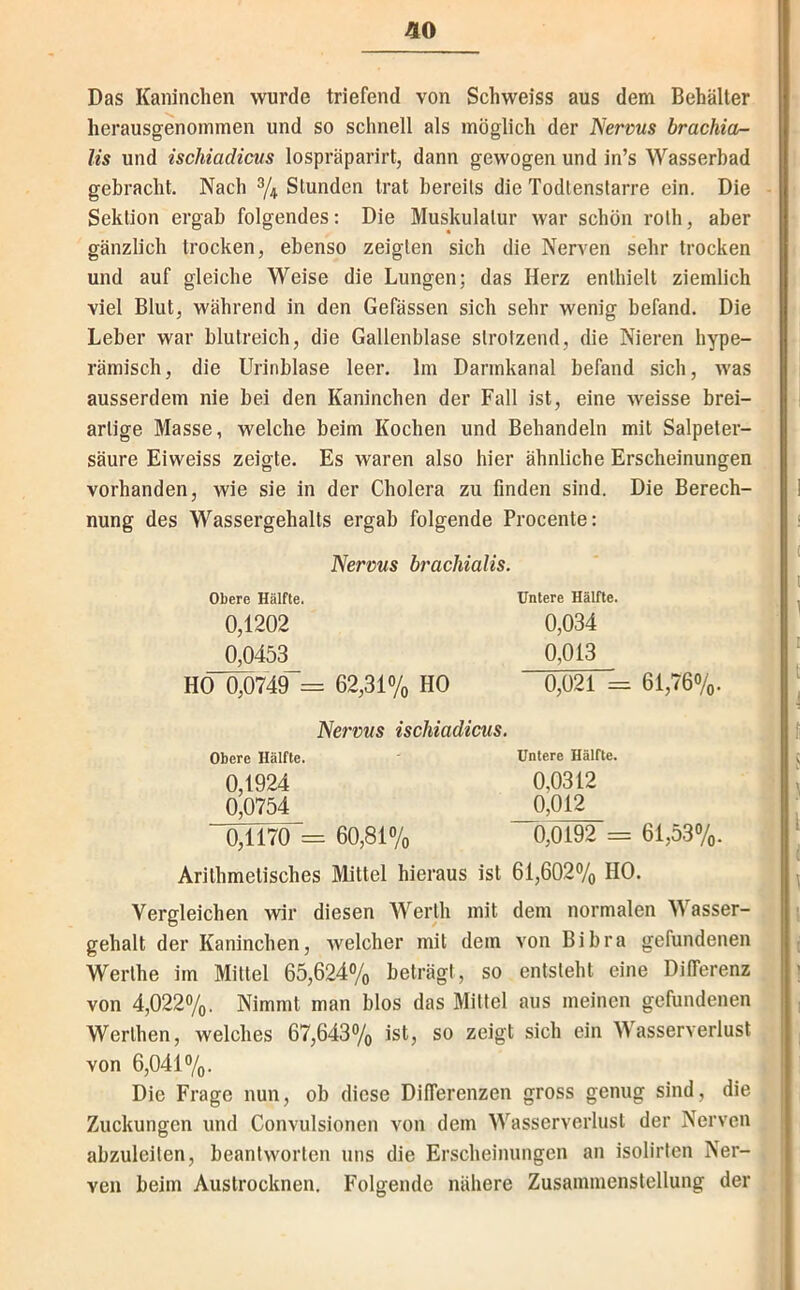 40
Das Kaninchen wurde triefend von Schweiss aus dem Behälter
herausgenommen und so schnell als möglich der Nervus brachia-
lis und ischiadicus lospräparirt, dann gewogen und in's Wasserbad
gebracht. Nach 3/4 Stunden trat bereits die Todtenstarre ein. Die
Sektion ergab folgendes: Die Muskulatur war schön roth, aber
gänzlich trocken, ebenso zeigten sich die Nerven sehr trocken
und auf gleiche Weise die Lungen; das Herz enthielt ziemlich
viel Blut, während in den Gefässen sich sehr wenig befand. Die
Leber war blutreich, die Gallenblase strotzend, die Nieren hype-
rämisch, die Urinblase leer. Im Darmkanal befand sich, was
ausserdem nie bei den Kaninchen der Fall ist, eine weisse brei-
artige Masse, welche beim Kochen und Behandeln mit Salpeter-
säure Eiweiss zeigte. Es waren also hier ähnliche Erscheinungen
vorhanden, wie sie in der Cholera zu finden sind. Die Berech-
nung des Wassergehalts ergab folgende Procente:
Nervus brachialis.
Obere Hälfte. Untere Hälfte.
0,1202 0,034
0,0453 0,013
HO 0,0749 = 62,31% HO 0,021 = 61,76%.
Nervus ischiadicus.
Obere Hälfte. Untere Hälfte.
0,1924 0,0312
0,0754 0,012
0,1170 = 60,81% 0,0192 = 61,53%.
Arithmetisches Mittel hieraus ist 61,602% HO.
Vergleichen wir diesen Werth mit dem normalen Wasser-
gehalt der Kaninchen, welcher mit dem von Bibra gefundenen
Werthe im Mittel 65,624% beträgt, so entsteht eine Differenz
von 4,022%. Nimmt man blos das Mittel aus meinen gefundenen
Werthen, welches 67,643% ist, so zeigt sich ein Wasserverlust
von 6,041%.
Die Frage nun, ob diese Differenzen gross genug sind, die
Zuckungen und Convulsionen von dem Wasserverlust der Nerven
abzuleiten, beantworten uns die Erscheinungen an isolirten Ner-
ven beim Austrocknen. Folgende nähere Zusammenstellung der